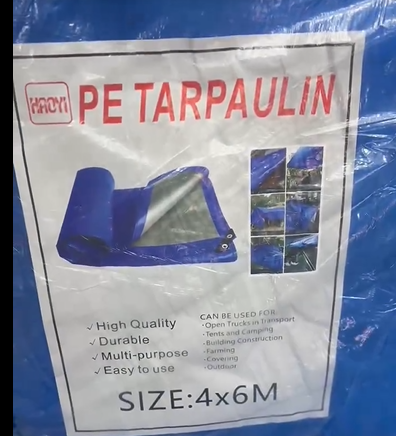 HAOYI PE TARPAULIN
✓ High Quality
✓ Durable
✓ Multi-purpose
✓ Easy to use
CAN BE USED FOR
·Open Trucks in Transport
·Tents and Camping
·Building Construction
·Farming
·Covering
·Outdoor
SIZE:4x6M